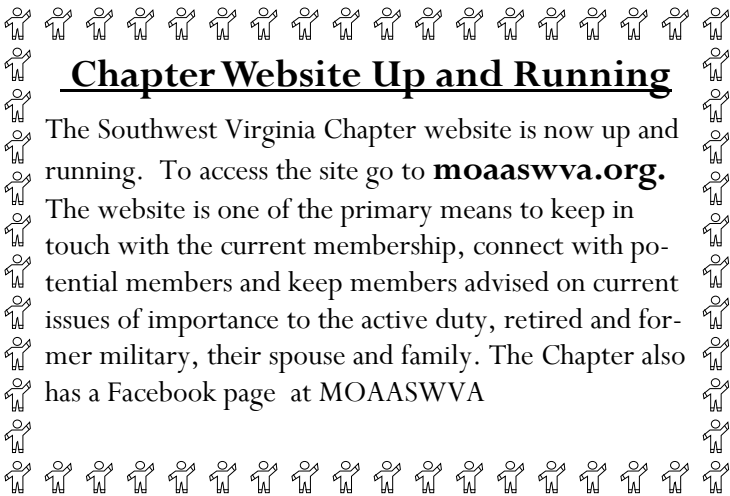 Chapter Website Up and Running
The Southwest Virginia Chapter website is now up and
running.  To access the site go to moaaswva.org.
The website is one of the primary means to keep in
touch with the current membership, connect with po-
tential members and keep members advised on current
issues of importance to the active duty, retired and for-
mer military, their spouse and family. The Chapter also
has a Facebook page  at MOAASWVA